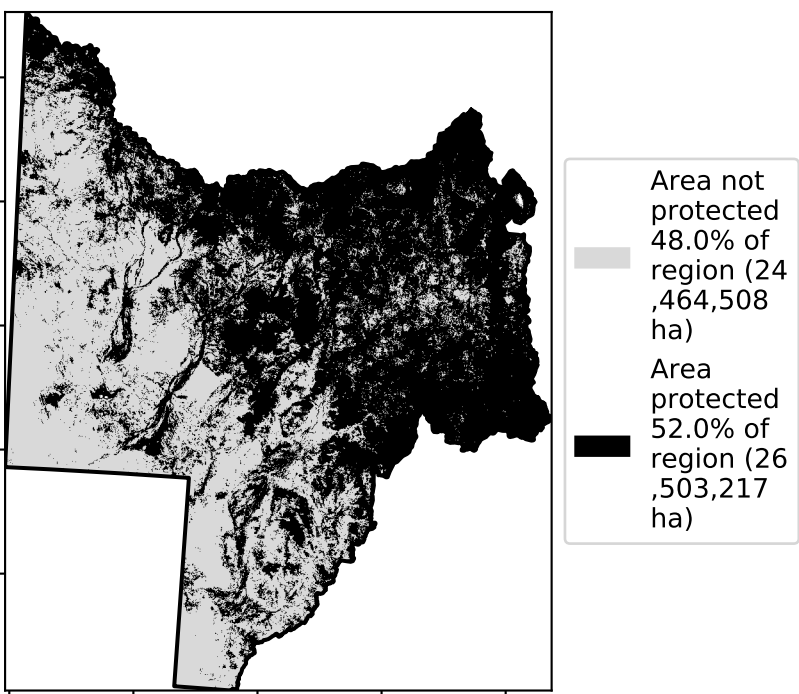 Area not
protected
48.0% of
region (24
,464,508
ha)
Area
protected
52.0% of
region (26
,503,217
ha)